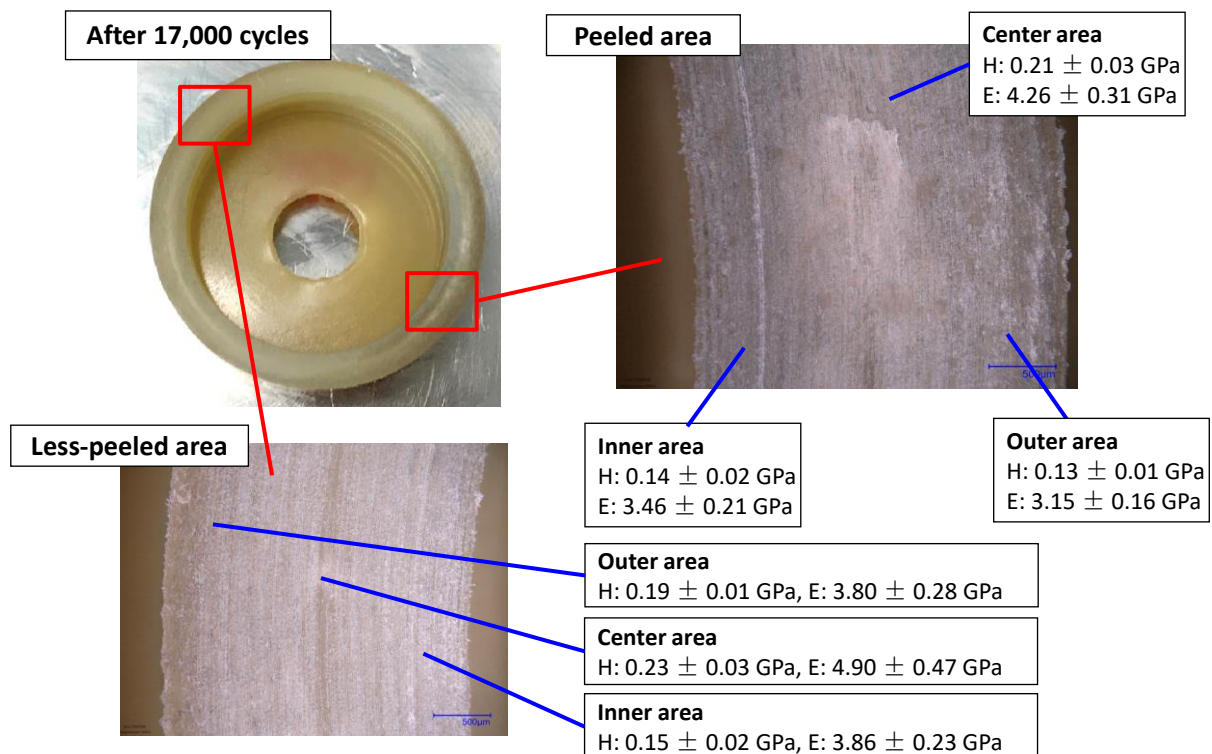 After 17,000 cycles
Peeled area
Center area
H: 0.21 ± 0.03 GPa
E: 4.26 ± 0.31 GPa
500µm
Inner area
H: 0.14 ± 0.02 GPa
E: 3.46 ± 0.21 GPa
Outer area
H: 0.13 ± 0.01 GPa
E: 3.15 ± 0.16 GPa
Less-peeled area
500µm
Outer area
H: 0.19 ± 0.01 GPa, E: 3.80 ± 0.28 GPa
Center area
H: 0.23 ± 0.03 GPa, E: 4.90 ± 0.47 GPa
Inner area
H: 0.15 ± 0.02 GPa, E: 3.86 ± 0.23 GPa